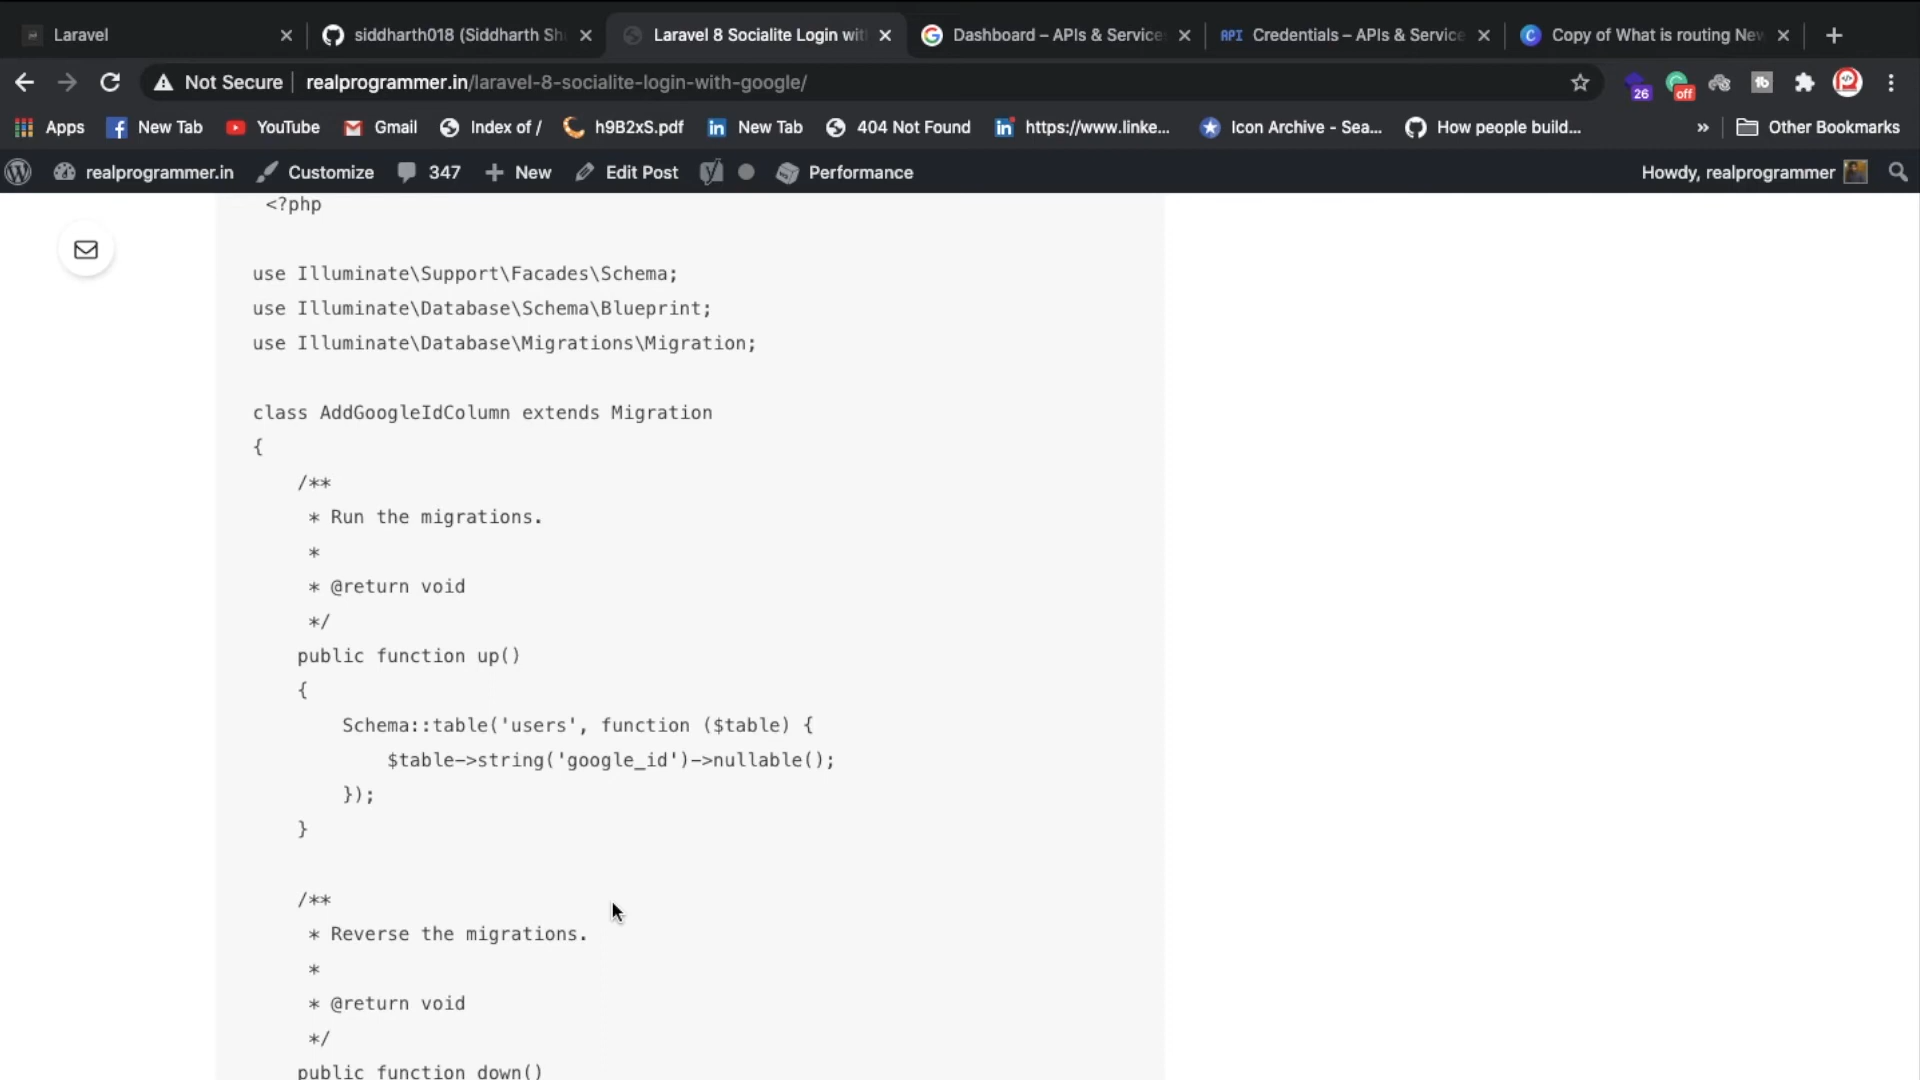 Laravel
siddharth018 (Siddharth Sh
Laravel 8 Socialite Login wit
Dashboard – APIs & Service
API Credentials – APIs & Service
Copy of What is routing New
Not Secure | realprogrammer.in/laravel-8-socialite-login-with-google/
26
off
Apps New Tab YouTube Gmail Index of / h9B2xS.pdf New Tab 404 Not Found https://www.linke... Icon Archive - Sea... How people build... » Other Bookmarks
realprogrammer.in Customize 347 New Edit Post Performance Howdy, realprogrammer
<?php
use Illuminate\Support\Facades\Schema;
use Illuminate\Database\Schema\Blueprint;
use Illuminate\Database\Migrations\Migration;
class AddGoogleIdColumn extends Migration
{
/**
* Run the migrations.
*
* @return void
*/
public function up()
{
Schema::table('users', function ($table) {
$table->string('google_id')->nullable();
});
}
/**
* Reverse the migrations.
*
* @return void
*/
public function down()